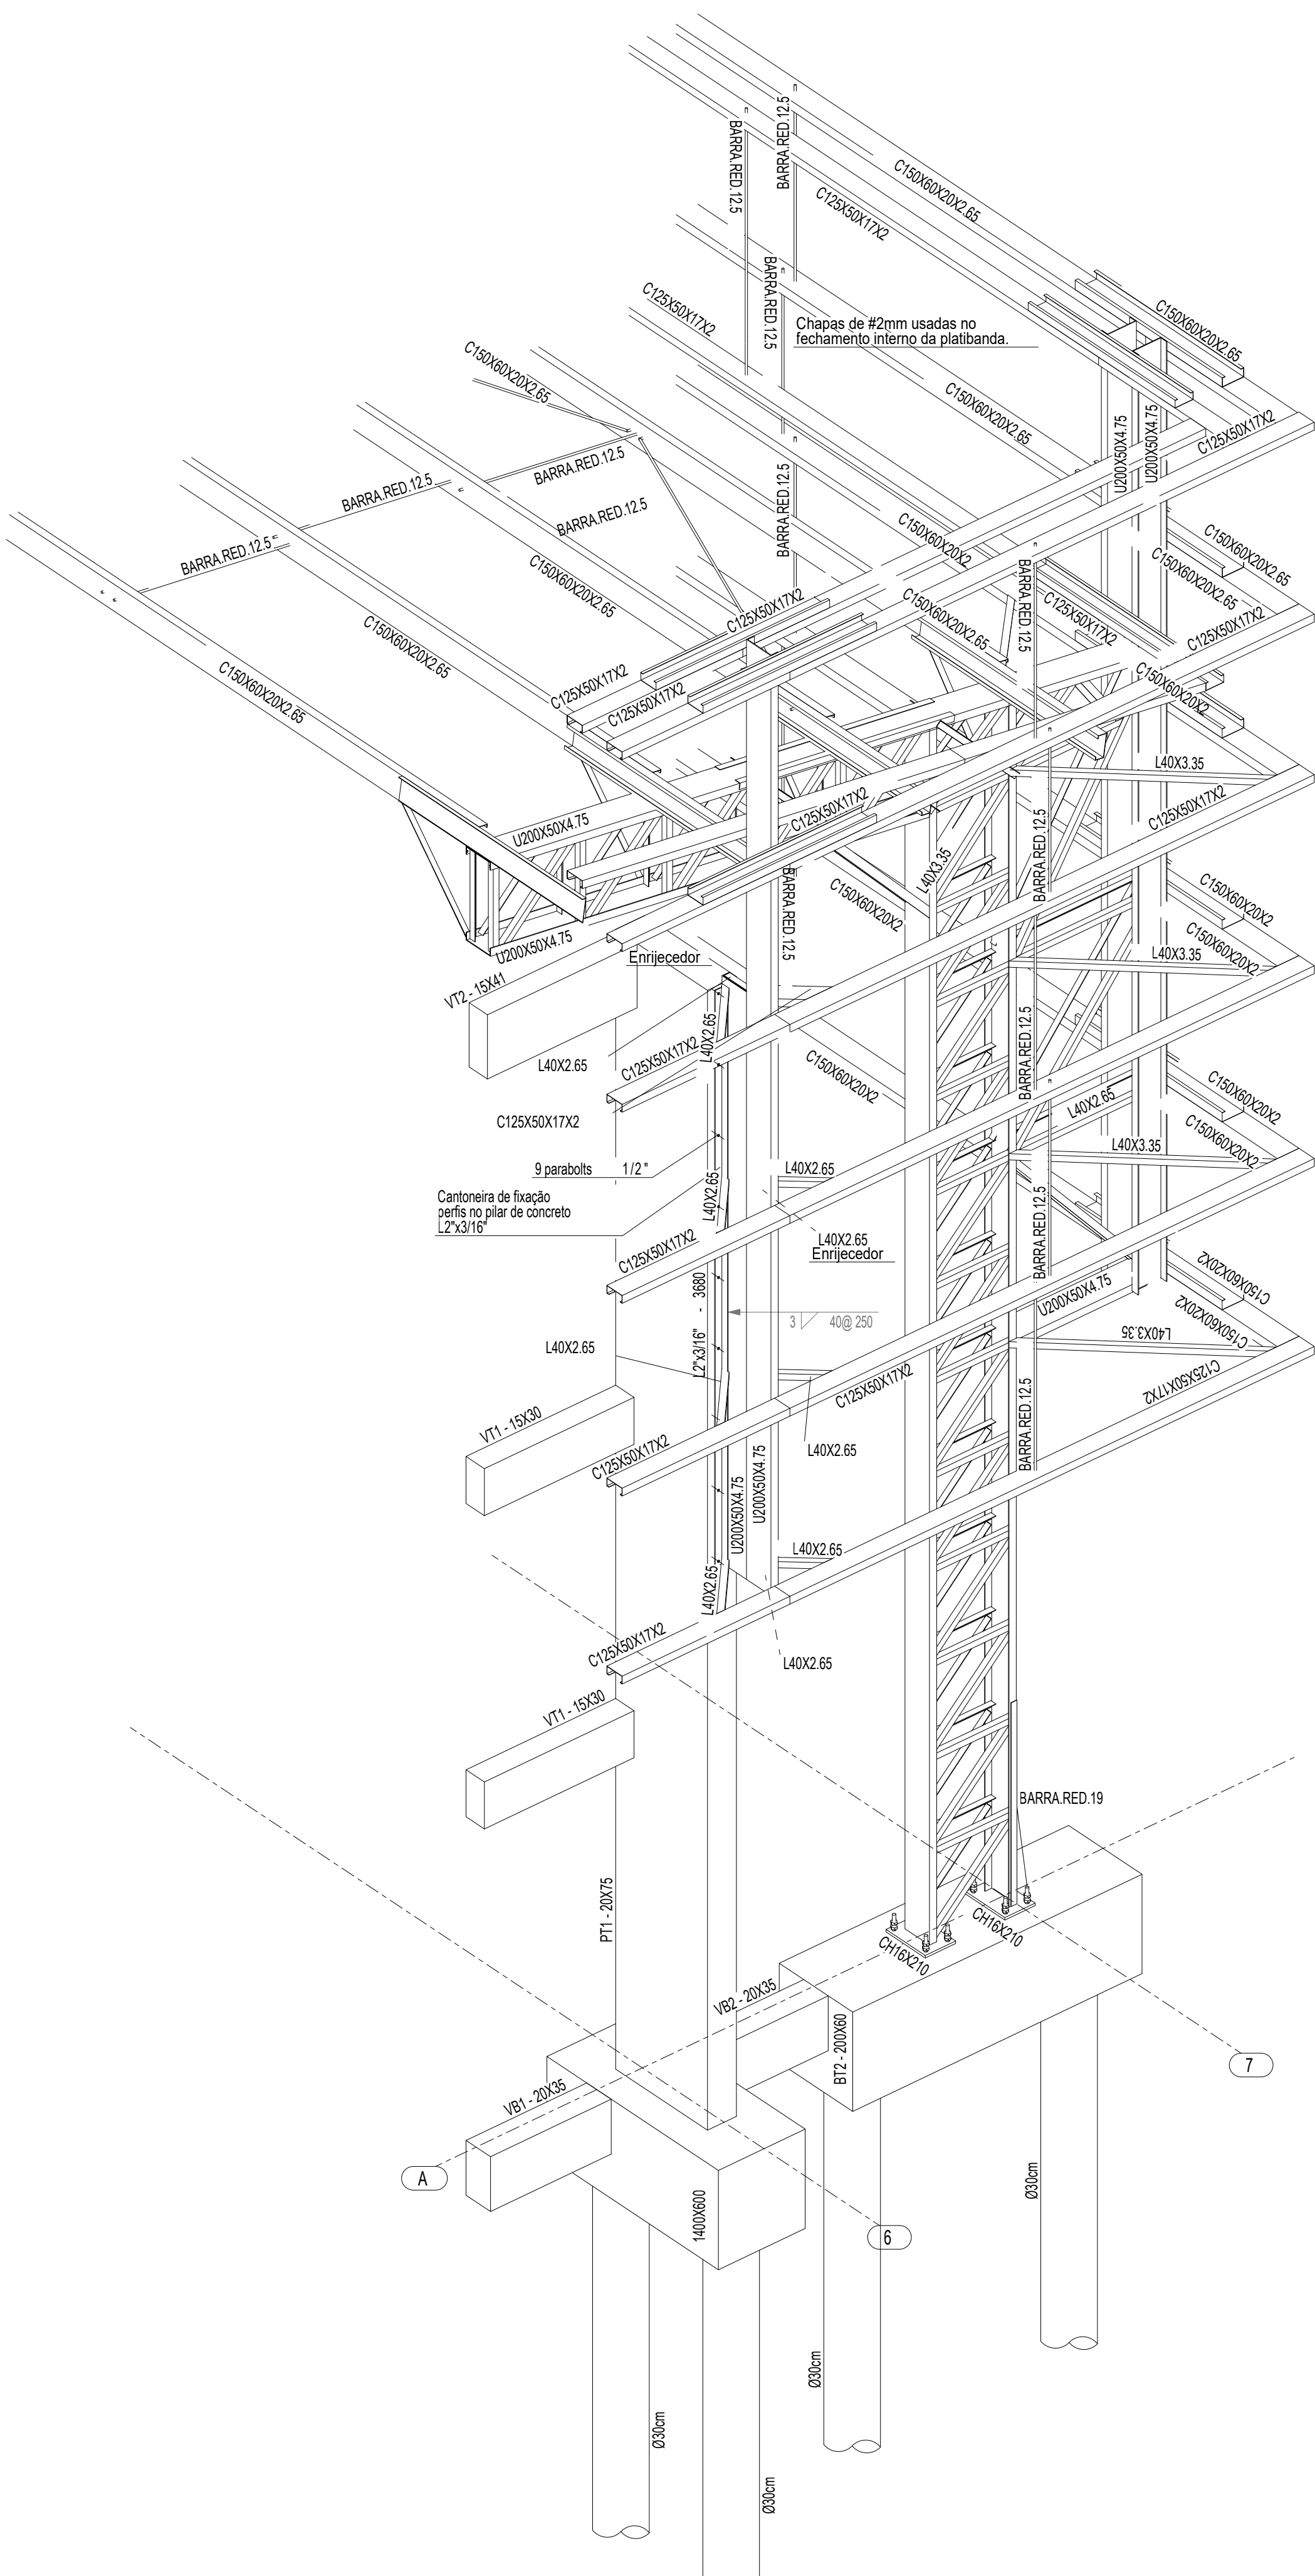 BARRA.RED.12.5
BARRA.RED.12.5
C150X60X20X2.65
C125X50X17X2
BARRA.RED.12.5
C125X50X17X2
C150X60X20X2.65
Chapas de #2mm usadas no
fechamento interno da platibanda.
C150X60X20X2.65
C150X60X20X2.65
U200X50X4.75
U200X50X4.75
C125X50X17X2
BARRA.RED.12.5
BARRA.RED.12.5
BARRA.RED.12.5
BARRA.RED.12.5
BARRA.RED.12.5
C150X60X20X2
C150X60X20X2.65
C150X60X20X2.65
C150X60X20X2.65
BARRA.RED.12.5
C150X60X20X2.65
C125X50X17X2
C125X50X17X2
C125X50X17X2
C150X60X20X2.65
C150X60X20X2.65
C125X50X17X2
C125X50X17X2
C150X60X20X2
L40X3.35
C125X50X17X2
U200X50X4.75
C125X50X17X2
BARRA.RED.12.5
L40X3.35
BARRA.RED.12.5
C150X60X20X2
C150X60X20X2
C150X60X20X2
U200X50X4.75
Enrijecedor
L40X3.35
VT2 - 15X41
L40X2.65
L40X2.65
C125X50X17X2
C150X60X20X2
BARRA.RED.12.5
L40X2.65
C150X60X20X2
C150X60X20X2
C125X50X17X2
9 parabolts 1/2 "
L40X2.65
L40X2.65
L40X3.35
Cantoneira de fixação
perfis no pilar de concreto
L2"x3/16"
BARRA.RED.12.5
L40X2.65
Enrijecedor
C125X50X17X2
L2"x3/16" - 3680
3 40@ 250
U200X50X4.75
C150X60X20X2
C150X60X20X2
L40X3.35
L40X2.65
C125X50X17X2
C125X50X17X2
BARRA.RED.12.5
VT1 - 15X30
C125X50X17X2
L40X2.65
U200X50X4.75
U200X50X4.75
L40X2.65
L40X2.65
C125X50X17X2
L40X2.65
VT1 - 15X30
BARRA.RED.19
PT1 - 20X75
CH16X210
CH16X210
VB2 - 20X35
BT2 - 200X60
7
VB1 - 20X35
A
1400X600
6
Ø30cm
Ø30cm
Ø30cm
Ø30cm